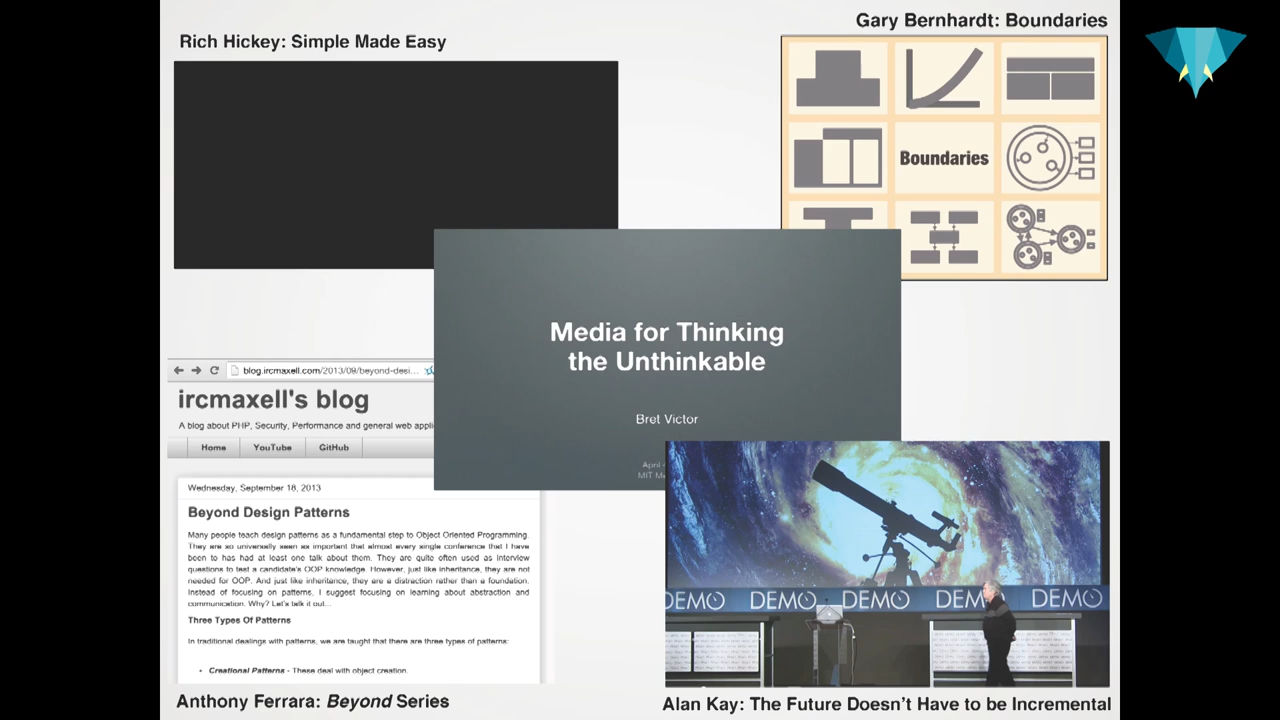 Gary Bernhardt: Boundaries
Rich Hickey: Simple Made Easy
Boundaries
Media for Thinking
the Unthinkable
Bret Victor
April
MIT
blog.ircmaxell.com/2013/09/beyond-desi...
ircmaxell's blog
A blog about PHP, Security, Performance and general web appli
Home YouTube GitHub
Wednesday, September 18, 2013
Beyond Design Patterns
Many people teach design patterns as a fundamental step to Object Oriented Programming.
They are so universally seen as important that almost every single conference that I have
been to has had at least one talk about them. They are quite often used as interview
questions to test a candidate's OOP knowledge. However, just like inheritance, they are not
needed for OOP. And just like inheritance, they are a distraction rather than a foundation.
Instead of focusing on patterns, I suggest focusing on learning about abstraction and
communication. Why? Let's talk it out...
Three Types Of Patterns
In traditional dealings with patterns, we are taught that there are three types of patterns:
• Creational Patterns - These deal with object creation.
DEMO DEMO DEMO DEMO DEMO
Anthony Ferrara: Beyond Series
Alan Kay: The Future Doesn't Have to be Incremental